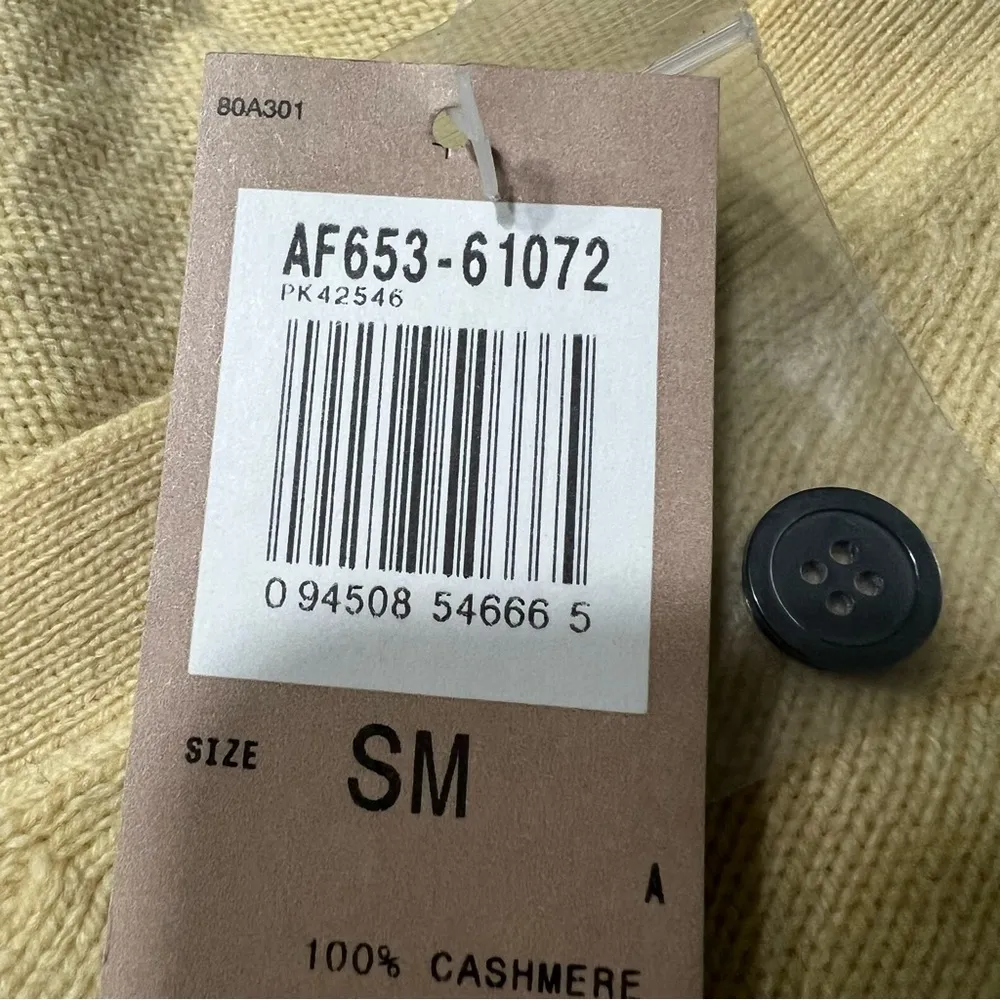 80A301
AF653-61072
PK42546
0 94508 54666 5
SIZE SM
A
100% CASHMERE